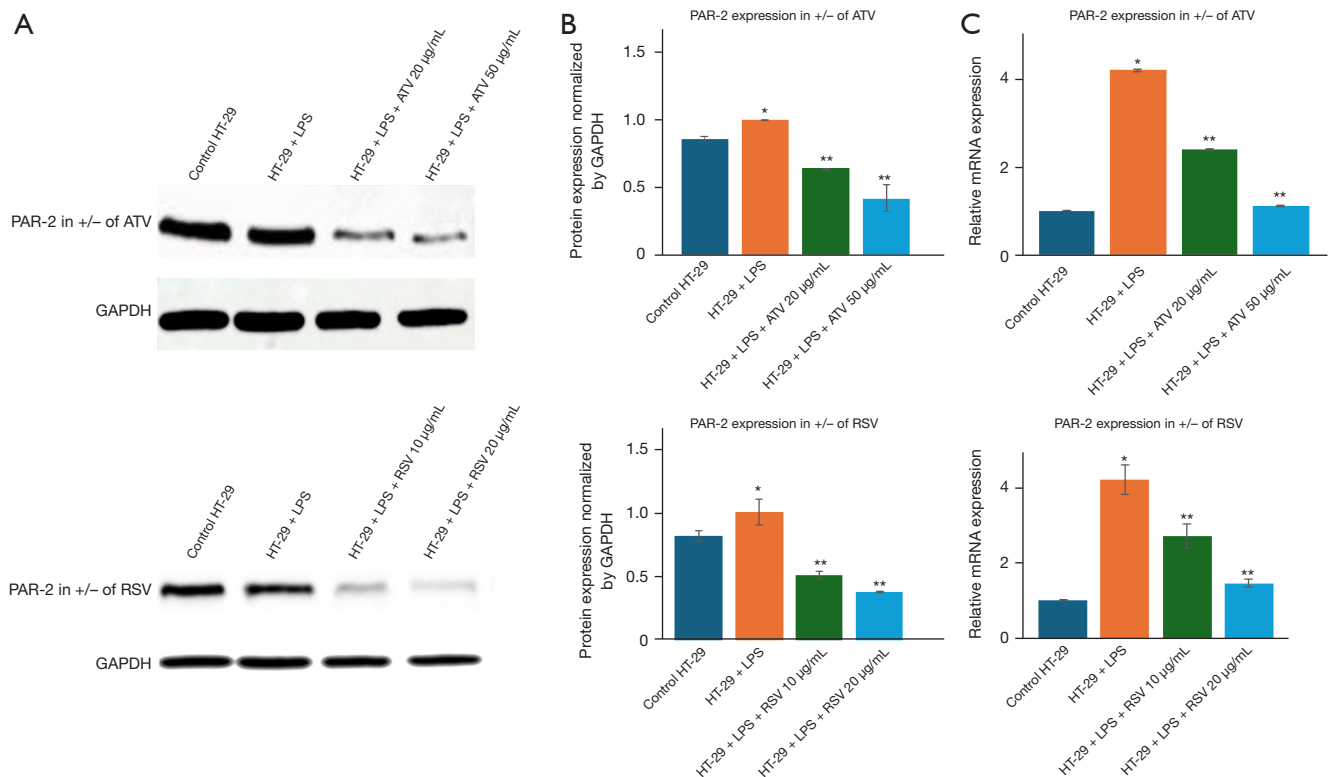 A
Control HT-29
HT-29 + LPS
HT-29 + LPS + ATV 20 µg/mL
HT-29 + LPS + ATV 50 µg/mL
PAR-2 in +/− of ATV
GAPDH
Control HT-29
HT-29 + LPS
HT-29 + LPS + RSV 10 µg/mL
HT-29 + LPS + RSV 20 µg/mL
PAR-2 in +/− of RSV
GAPDH
B
PAR-2 expression in +/− of ATV
Protein expression normalized
by GAPDH
1.5
1.0
0.5
0
*
**
**
Control HT-29
HT-29 + LPS
HT-29 + LPS + ATV 20 µg/mL
HT-29 + LPS + ATV 50 µg/mL
PAR-2 expression in +/− of RSV
Protein expression normalized
by GAPDH
1.5
1.0
0.5
0
*
**
**
Control HT-29
HT-29 + LPS
HT-29 + LPS + RSV 10 µg/mL
HT-29 + LPS + RSV 20 µg/mL
C
PAR-2 expression in +/− of ATV
Relative mRNA expression
4
2
0
*
**
**
Control HT-29
HT-29 + LPS
HT-29 + LPS + ATV 20 µg/mL
HT-29 + LPS + ATV 50 µg/mL
PAR-2 expression in +/− of RSV
Relative mRNA expression
4
2
0
*
**
**
Control HT-29
HT-29 + LPS
HT-29 + LPS + RSV 10 µg/mL
HT-29 + LPS + RSV 20 µg/mL